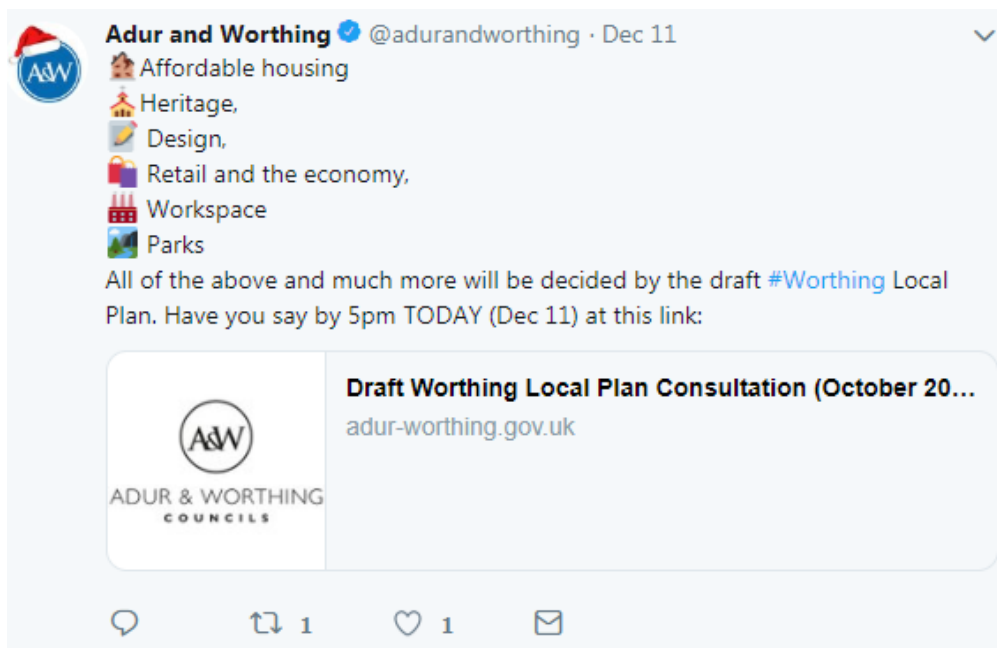 Adur and Worthing @adurandworthing · Dec 11
A&W
Affordable housing
Heritage,
Design,
Retail and the economy,
Workspace
Parks
All of the above and much more will be decided by the draft #Worthing Local
Plan. Have you say by 5pm TODAY (Dec 11) at this link:
Draft Worthing Local Plan Consultation (October 20...
adur-worthing.gov.uk
A&W
ADUR & WORTHING
COUNCILS
1 1